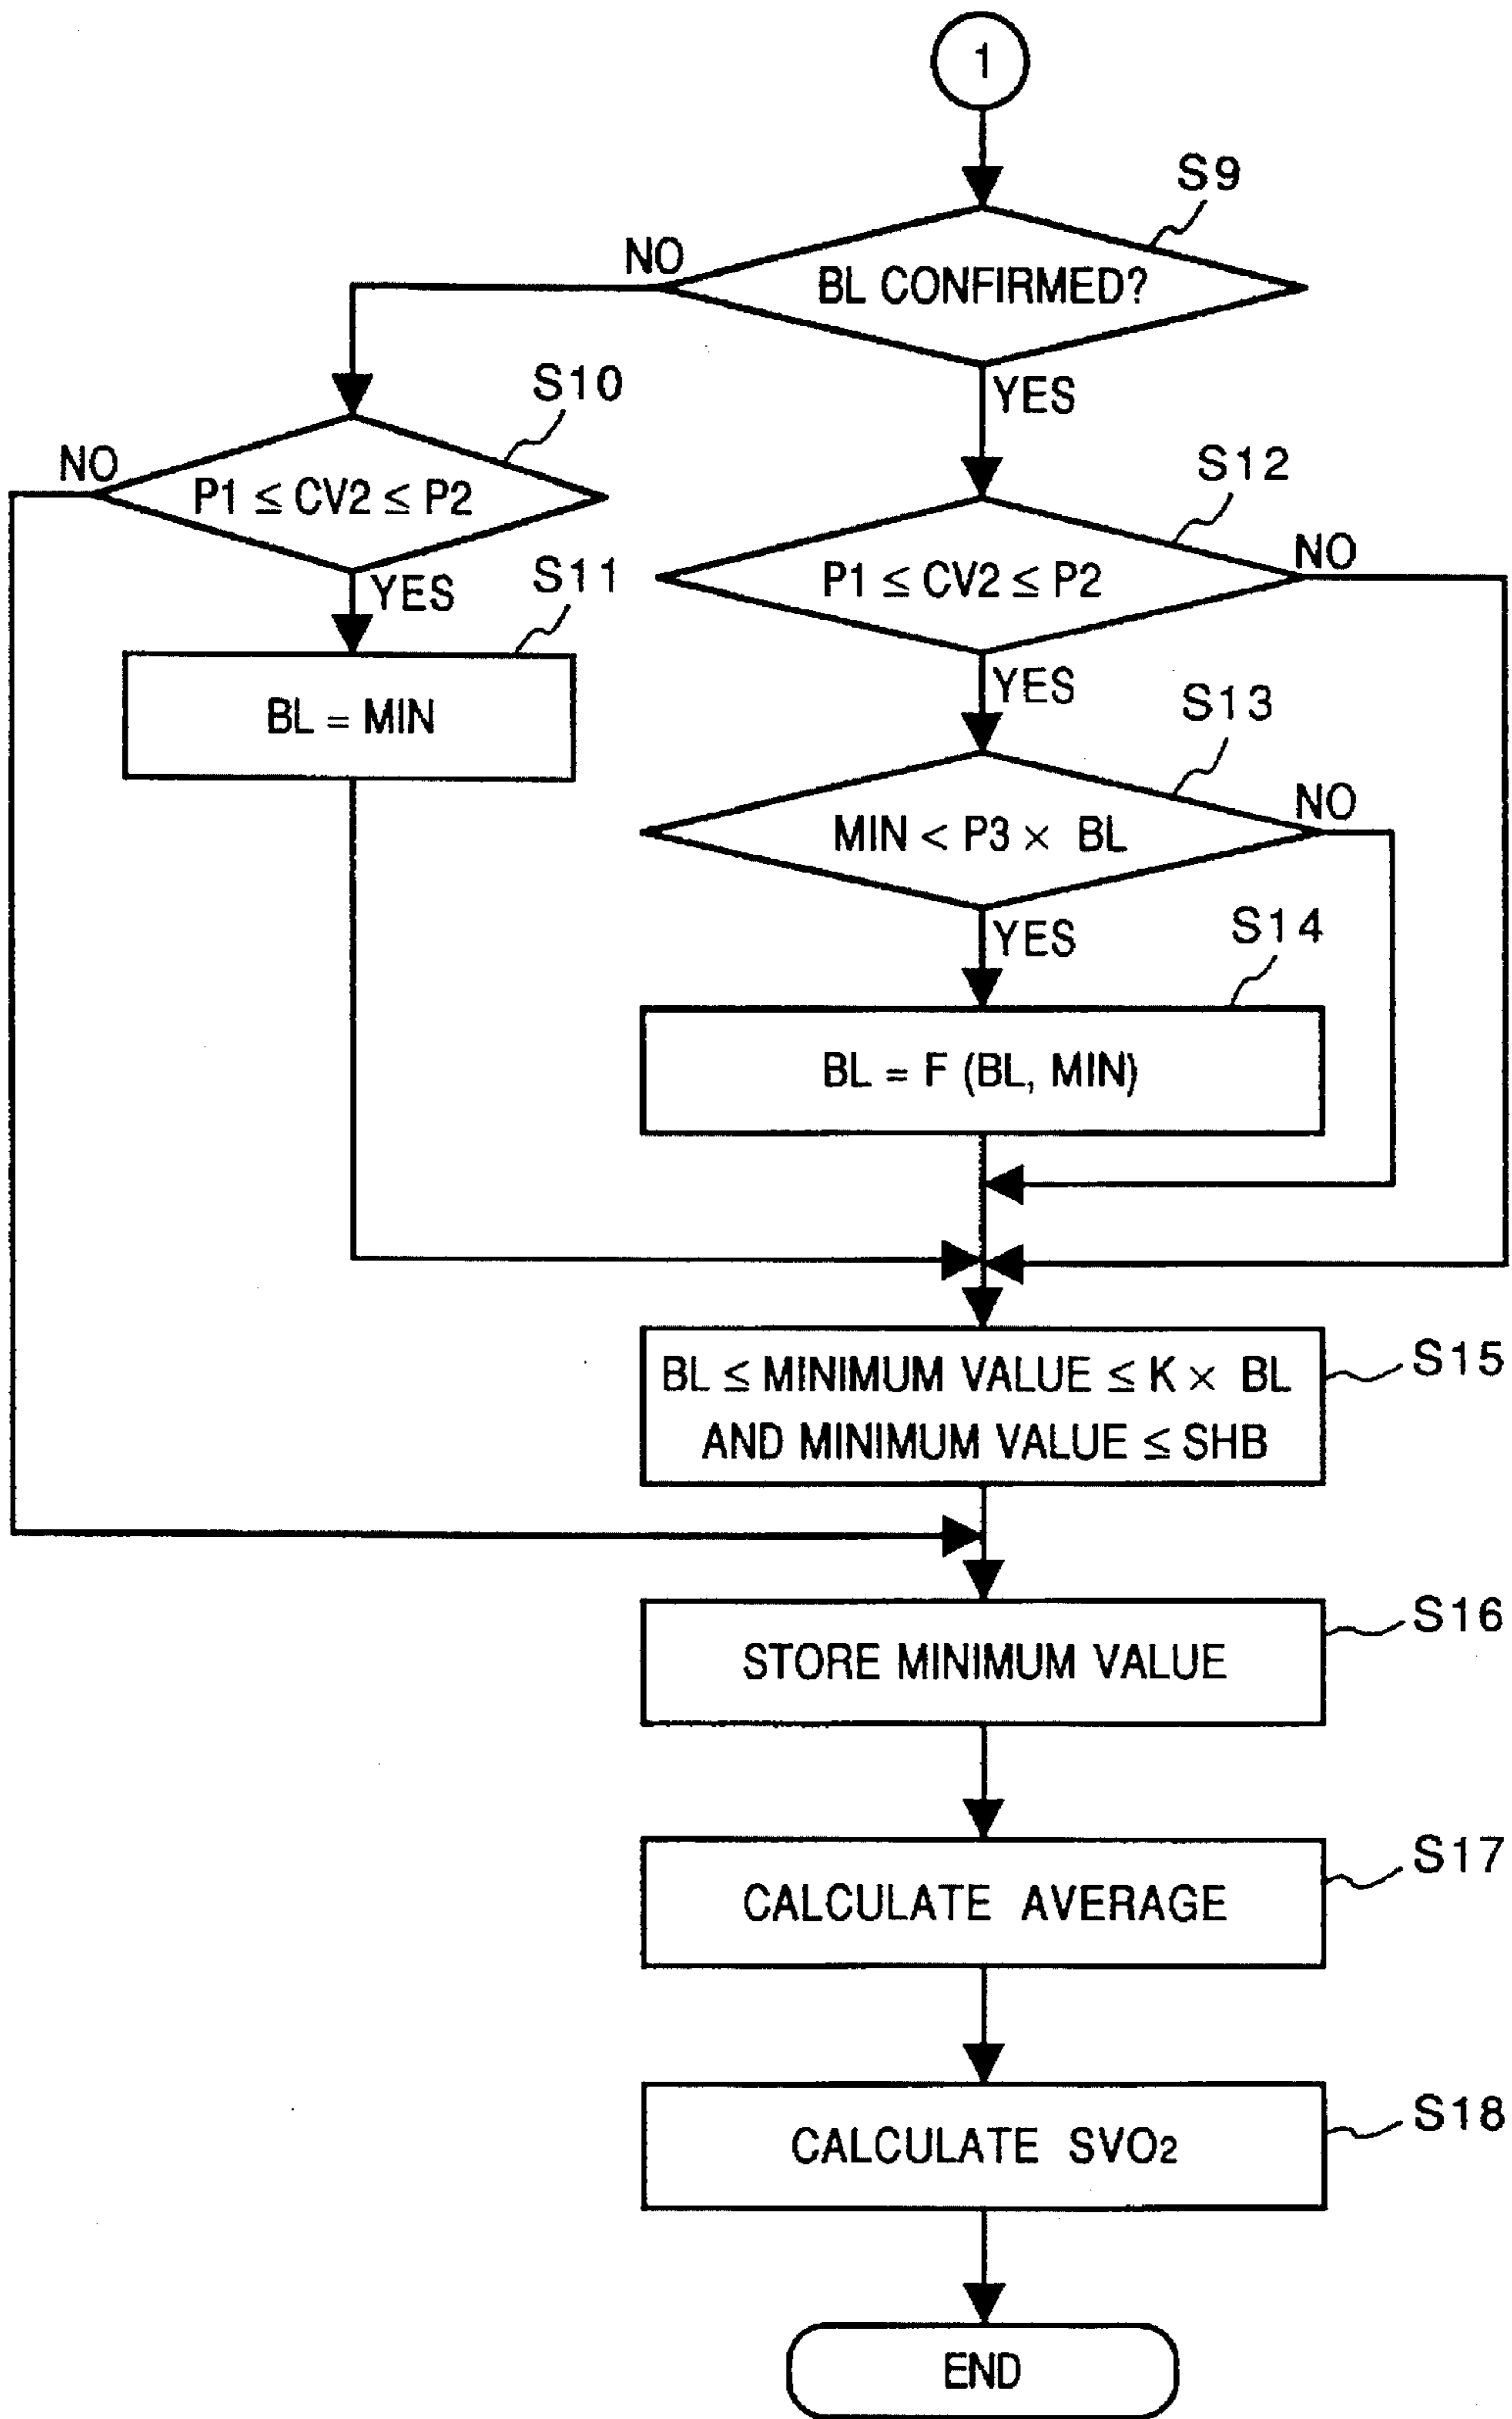 1
S9
NO
BL CONFIRMED?
YES
S10
NO
P1 ≤ CV2 ≤ P2
YES
S11
BL = MIN
S12
P1 ≤ CV2 ≤ P2
NO
YES
S13
MIN < P3 × BL
NO
YES
S14
BL = F (BL, MIN)
BL ≤ MINIMUM VALUE ≤ K × BL
AND MINIMUM VALUE ≤ SHB
S15
STORE MINIMUM VALUE
S16
CALCULATE AVERAGE
S17
CALCULATE SVO2
S18
END